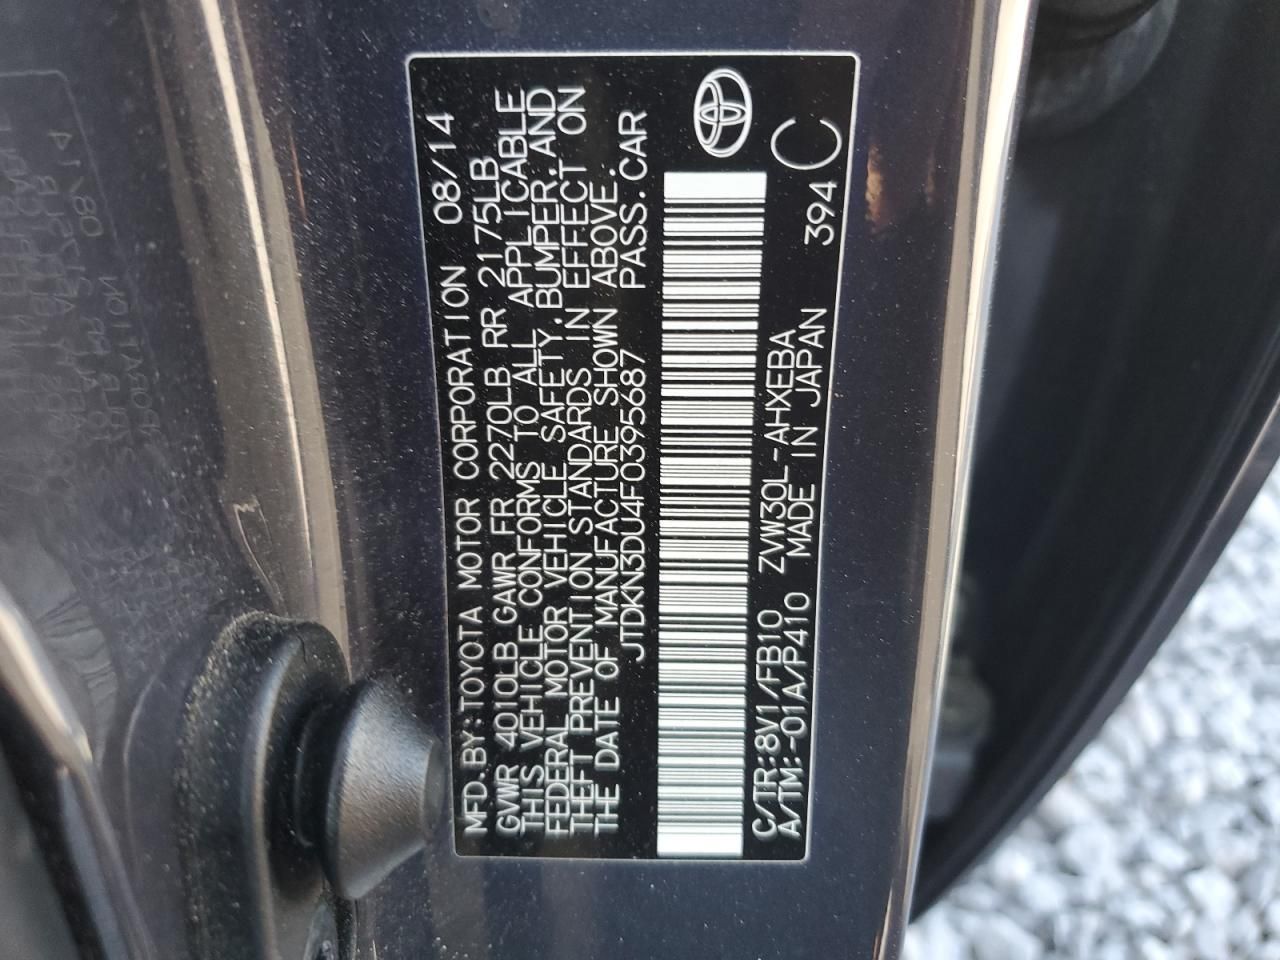 MFD.BY:TOYOTA MOTOR CORPORATION 08/14
GVWR 4010LB GAWR FR 2270LB RR 2175LB
THIS VEHICLE CONFORMS TO ALL APPLICABLE
FEDERAL MOTOR VEHICLE SAFETY, BUMPER, AND
THEFT PREVENTION STANDARDS IN EFFECT ON
THE DATE OF MANUFACTURE SHOWN ABOVE.
JTDKN3DU4F0395687 PASS.CAR
C/TR:8V1/FB10 ZVW30L-AHXEBA
A/TM:-01A/P410 MADE IN JAPAN 394 C